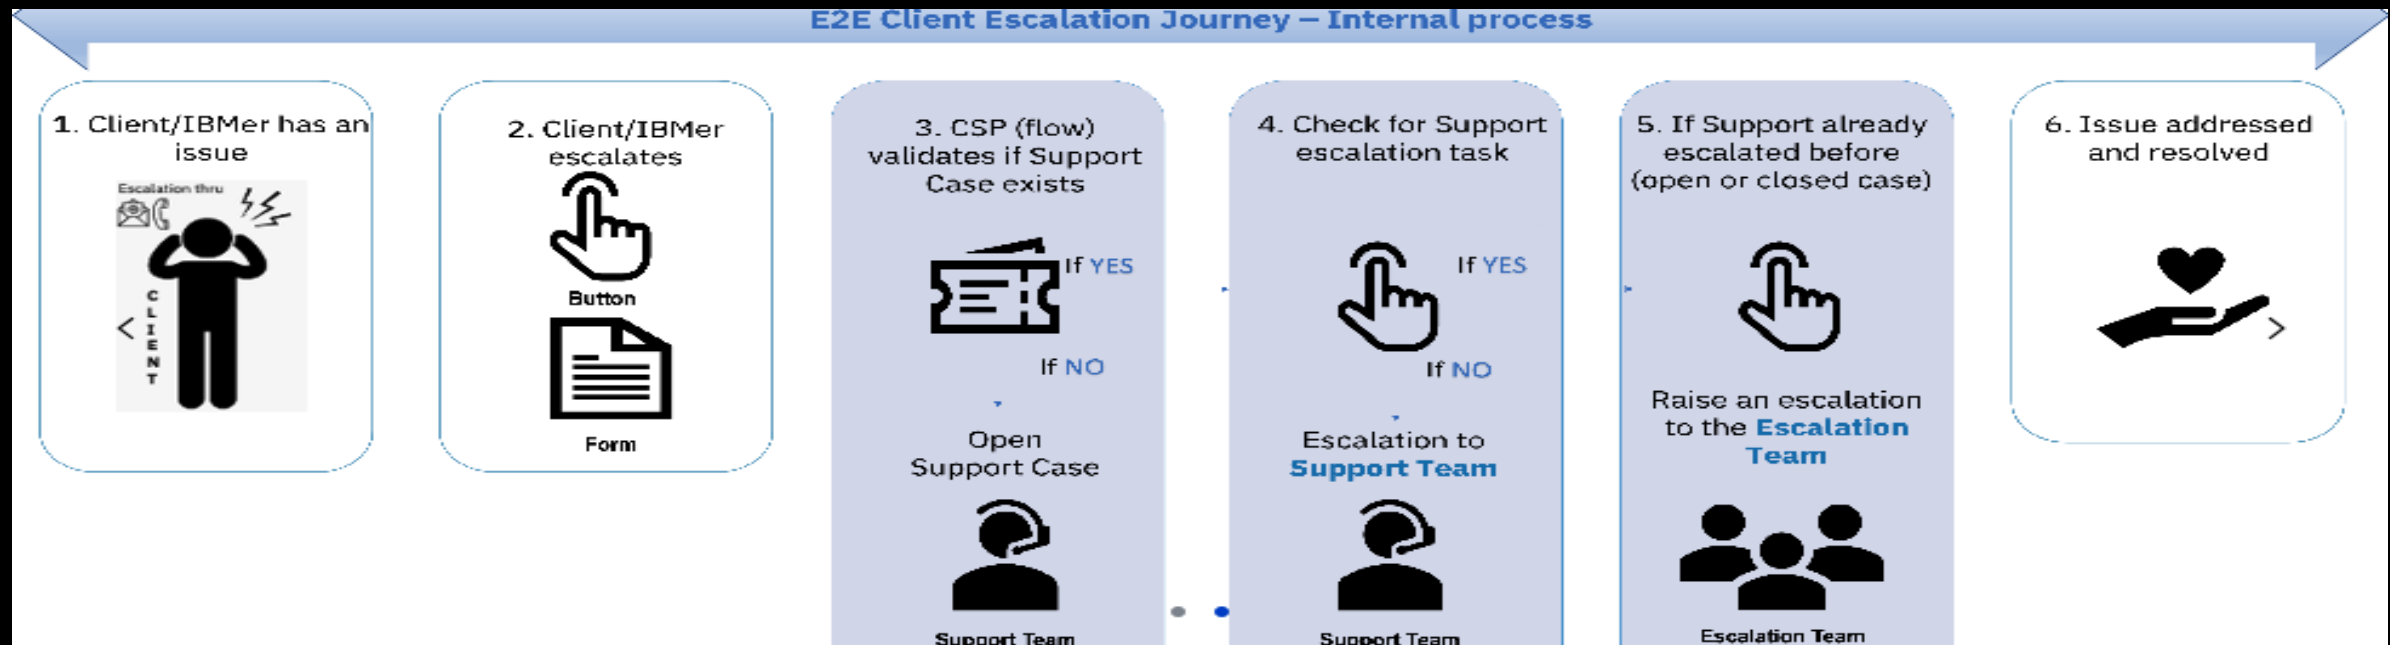 E2E Client Escalation Journey – Internal process
1. Client/IBMer has an
issue
Escalation thru
CLIENT
2. Client/IBMer
escalates
Button
Form
3. CSP (flow)
validates if Support
Case exists
If YES
If NO
Open
Support Case
Support Team
4. Check for Support
escalation task
If YES
If NO
Escalation to
Support Team
Support Team
5. If Support already
escalated before
(open or closed case)
Raise an escalation
to the Escalation
Team
Escalation Team
6. Issue addressed
and resolved